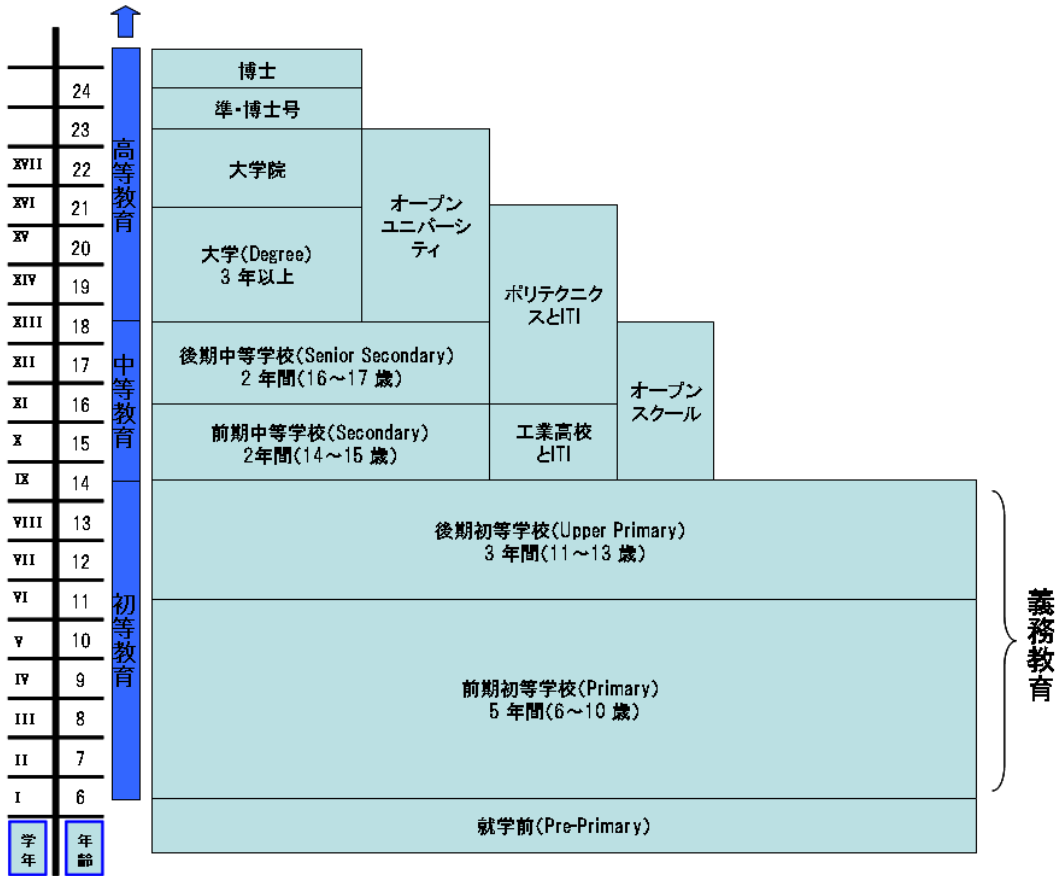 博士
準・博士号
大学院
大学(Degree)
3 年以上
オープン
ユニバーシ
ティ
ポリテクニク
スとITI
後期中等学校(Senior Secondary)
2 年間(16～17 歳)
前期中等学校(Secondary)
2年間(14～15 歳)
工業高校
とITI
オープン
スクール
後期初等学校(Upper Primary)
3 年間(11～13 歳)
前期初等学校(Primary)
5 年間(6～10 歳)
就学前(Pre-Primary)
義務教育
高等教育
中等教育
初等教育
24
23
XVII 22
XVI 21
XV 20
XIV 19
XIII 18
XII 17
XI 16
X 15
IX 14
VIII 13
VII 12
VI 11
V 10
IV 9
III 8
II 7
I 6
学年 年齢